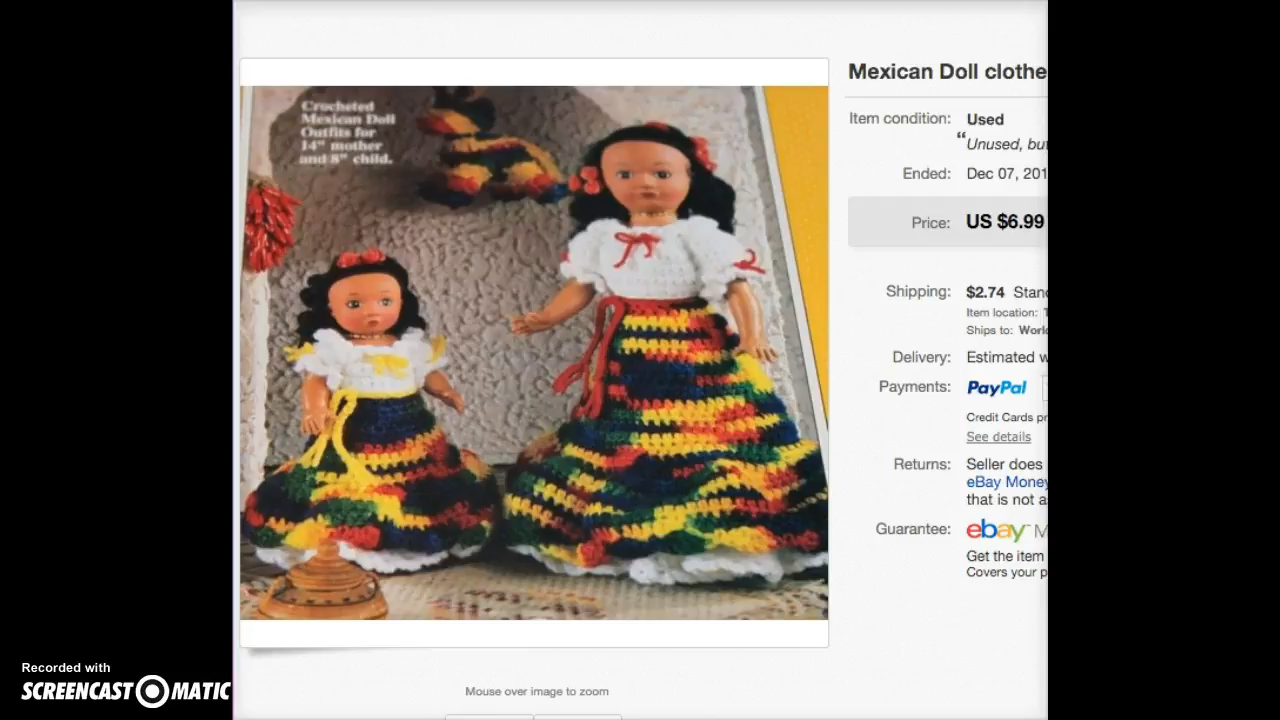 Crocheted
Mexican Doll
Outfits for
14" mother
and 8" child.
Mexican Doll clothe
Item condition: Used
“Unused, bu
Ended: Dec 07, 201
Price: US $6.99
Shipping: $2.74 Stan
Item location:
Ships to: World
Delivery: Estimated w
Payments: PayPal
Credit Cards pr
See details
Returns: Seller does
eBay Money
that is not a
Guarantee: ebay M
Get the item
Covers your p
Mouse over image to zoom
Recorded with
SCREENCAST-O-MATIC